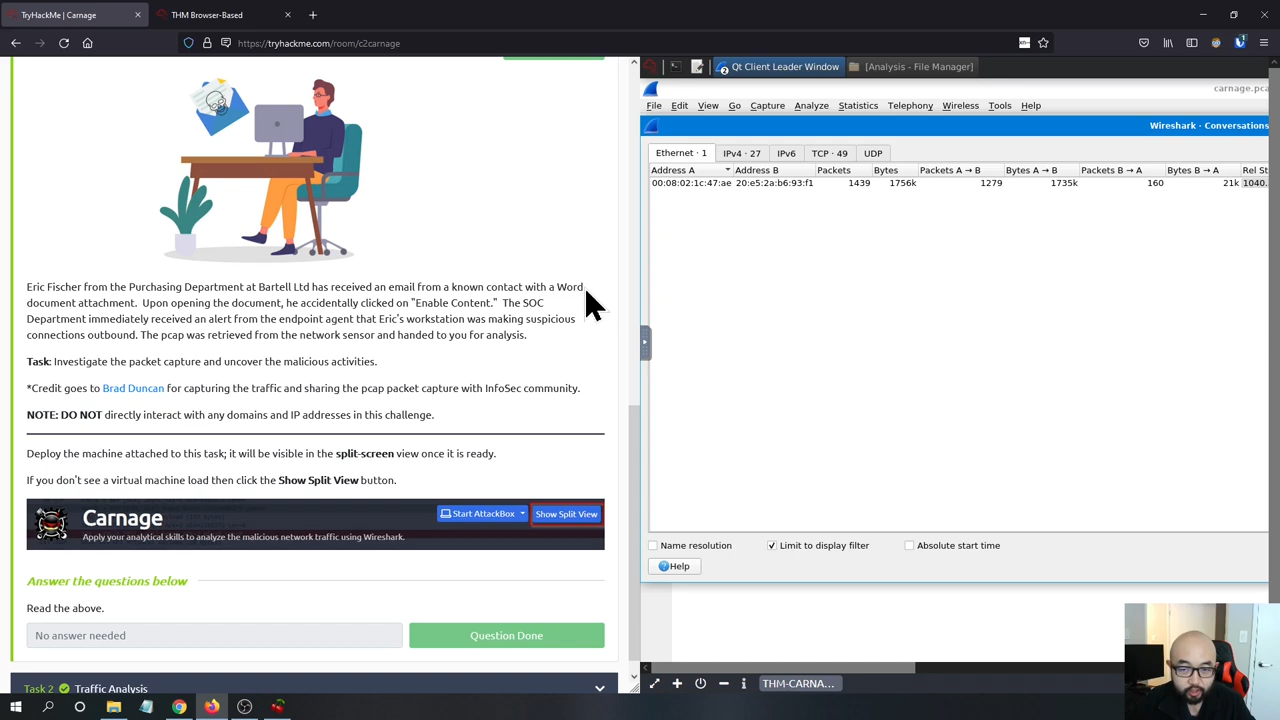 TryHackMe | Carnage
THM Browser-Based
https://tryhackme.com/room/c2carnage
Qt Client Leader Window
[Analysis - File Manager]
carnage.pca
File Edit View Go Capture Analyze Statistics Telephony Wireless Tools Help
Wireshark · Conversations
Ethernet · 1 IPv4 · 27 IPv6 TCP · 49 UDP
Address A Address B Packets Bytes Packets A → B Bytes A → B Packets B → A Bytes B → A Rel St
00:08:02:1c:47:ae 20:e5:2a:b6:93:f1 1439 1756k 1279 1735k 160 21k 1040.
Eric Fischer from the Purchasing Department at Bartell Ltd has received an email from a known contact with a Word
document attachment. Upon opening the document, he accidentally clicked on "Enable Content." The SOC
Department immediately received an alert from the endpoint agent that Eric's workstation was making suspicious
connections outbound. The pcap was retrieved from the network sensor and handed to you for analysis.
Task: Investigate the packet capture and uncover the malicious activities.
*Credit goes to Brad Duncan for capturing the traffic and sharing the pcap packet capture with InfoSec community.
NOTE: DO NOT directly interact with any domains and IP addresses in this challenge.
Deploy the machine attached to this task; it will be visible in the split-screen view once it is ready.
If you don't see a virtual machine load then click the Show Split View button.
Carnage
Start AttackBox
Show Split View
Apply your analytical skills to analyze the malicious network traffic using Wireshark.
Answer the questions below
Read the above.
No answer needed
Question Done
Task 2 Traffic Analysis
Name resolution
Limit to display filter
Absolute start time
Help
THM-CARNA...